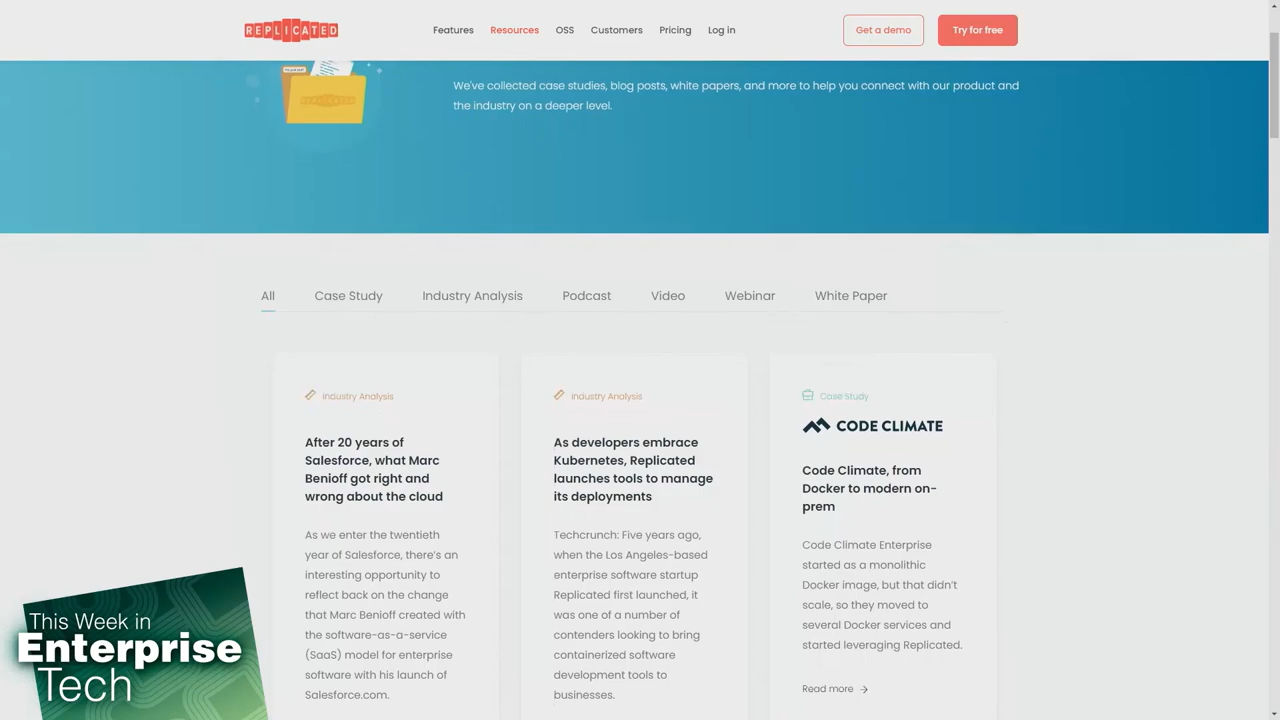 REPLICATED
Features
Resources
OSS
Customers
Pricing
Log in
Get a demo
Try for free
REPLICATED
We've collected case studies, blog posts, white papers, and more to help you connect with our product and
the industry on a deeper level.
All
Case Study
Industry Analysis
Podcast
Video
Webinar
White Paper
Industry Analysis
After 20 years of
Salesforce, what Marc
Benioff got right and
wrong about the cloud
As we enter the twentieth
year of Salesforce, there's an
interesting opportunity to
reflect back on the change
that Marc Benioff created with
the software-as-a-service
(SaaS) model for enterprise
software with his launch of
Salesforce.com.
Industry Analysis
As developers embrace
Kubernetes, Replicated
launches tools to manage
its deployments
Techcrunch: Five years ago,
when the Los Angeles-based
enterprise software startup
Replicated first launched, it
was one of a number of
contenders looking to bring
containerized software
development tools to
businesses.
Case Study
CODE CLIMATE
Code Climate, from
Docker to modern on-
prem
Code Climate Enterprise
started as a monolithic
Docker image, but that didn't
scale, so they moved to
several Docker services and
started leveraging Replicated.
Read more
This Week in
Enterprise
Tech